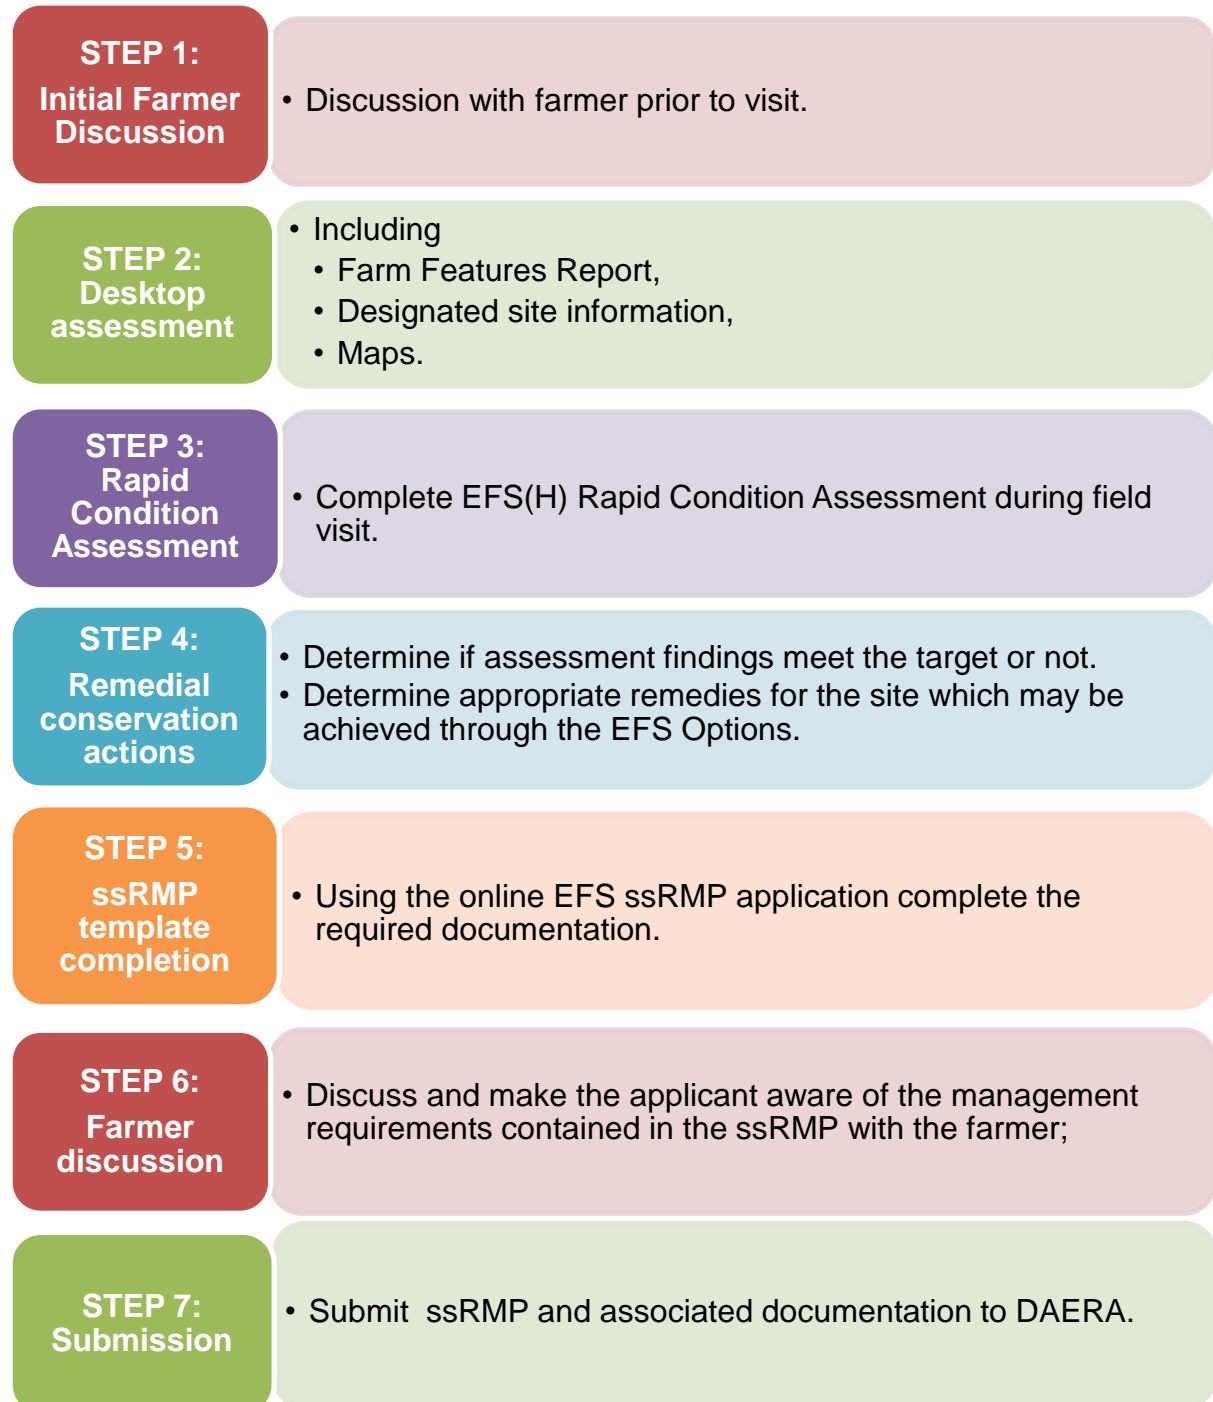 STEP 1:
Initial Farmer
Discussion
• Discussion with farmer prior to visit.
STEP 2:
Desktop
assessment
• Including
• Farm Features Report,
• Designated site information,
• Maps.
STEP 3:
Rapid
Condition
Assessment
• Complete EFS(H) Rapid Condition Assessment during field
visit.
STEP 4:
Remedial
conservation
actions
• Determine if assessment findings meet the target or not.
• Determine appropriate remedies for the site which may be
achieved through the EFS Options.
STEP 5:
ssRMP
template
completion
• Using the online EFS ssRMP application complete the
required documentation.
STEP 6:
Farmer
discussion
• Discuss and make the applicant aware of the management
requirements contained in the ssRMP with the farmer;
STEP 7:
Submission
• Submit  ssRMP and associated documentation to DAERA.